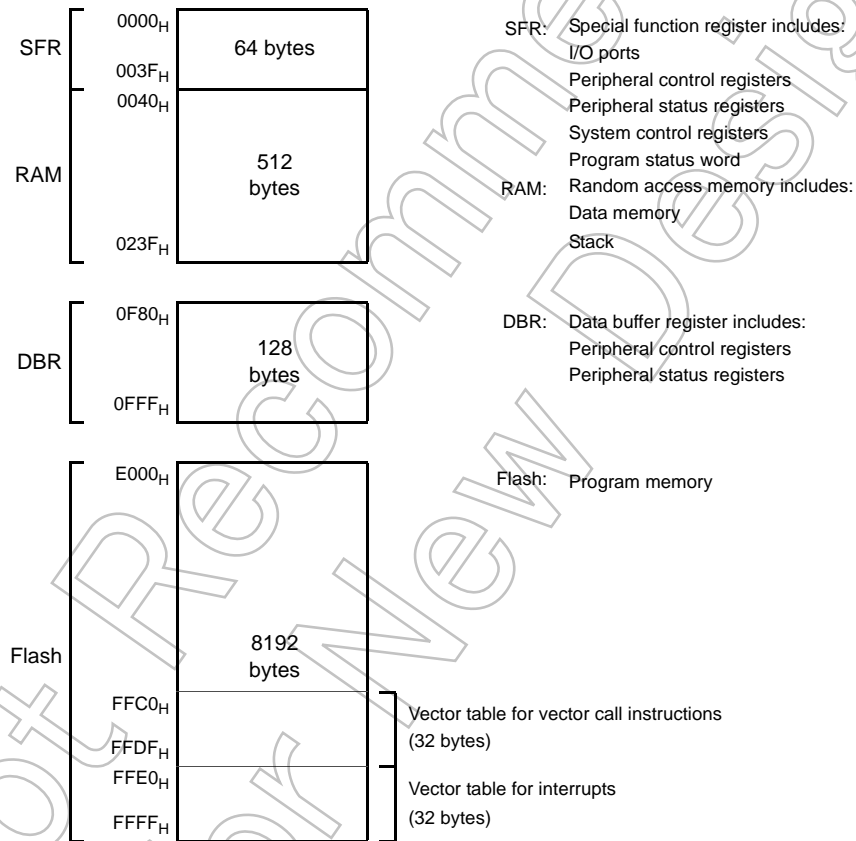 SFR
0000H
64 bytes
003FH
RAM
0040H
512
bytes
023FH
DBR
0F80H
128
bytes
0FFFH
Flash
E000H
8192
bytes
FFC0H
FFDFH
FFE0H
FFFFH
Vector table for vector call instructions
(32 bytes)
Vector table for interrupts
(32 bytes)
SFR: Special function register includes:
I/O ports
Peripheral control registers
Peripheral status registers
System control registers
Program status word
RAM: Random access memory includes:
Data memory
Stack
DBR: Data buffer register includes:
Peripheral control registers
Peripheral status registers
Flash: Program memory